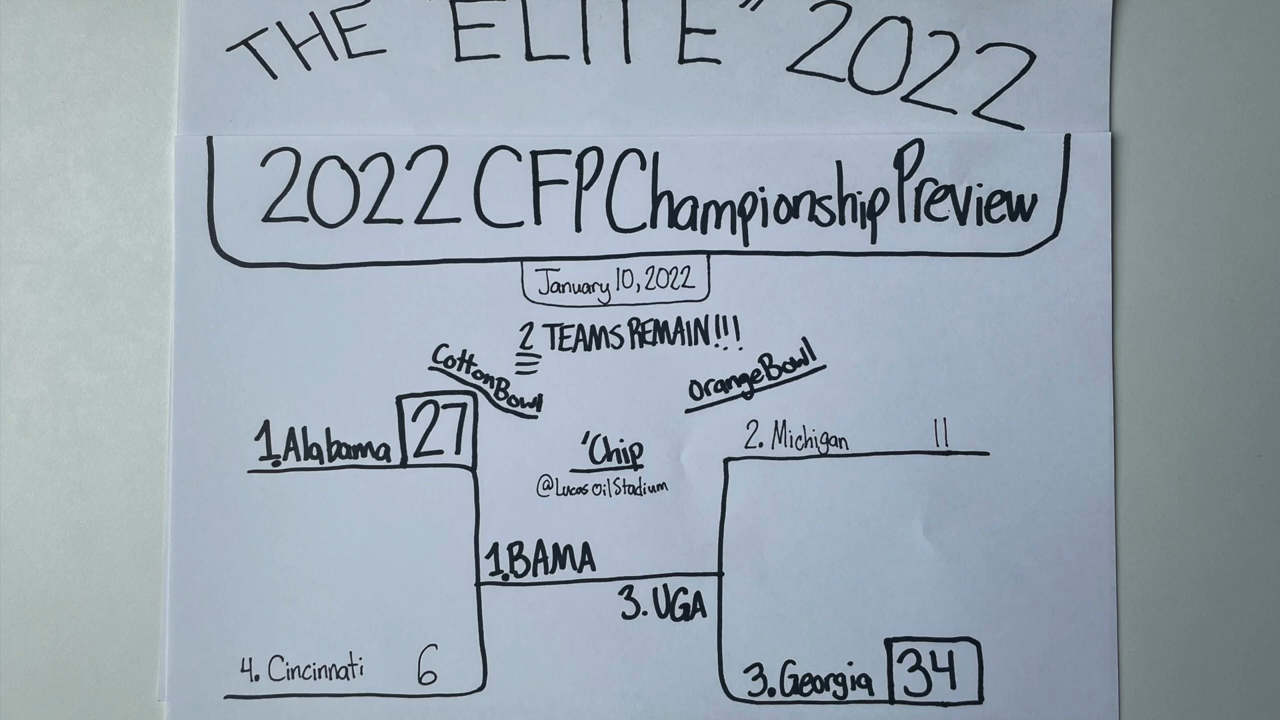 THE "ELITE" 2022
2022 CFP Championship Preview
January 10, 2022
2 TEAMS REMAIN!!!
Cotton Bowl
Orange Bowl
1. Alabama 27
'Chip
@Lucas Oil Stadium
2. Michigan 11
1. BAMA
3. UGA
4. Cincinnati 6
3. Georgia 34